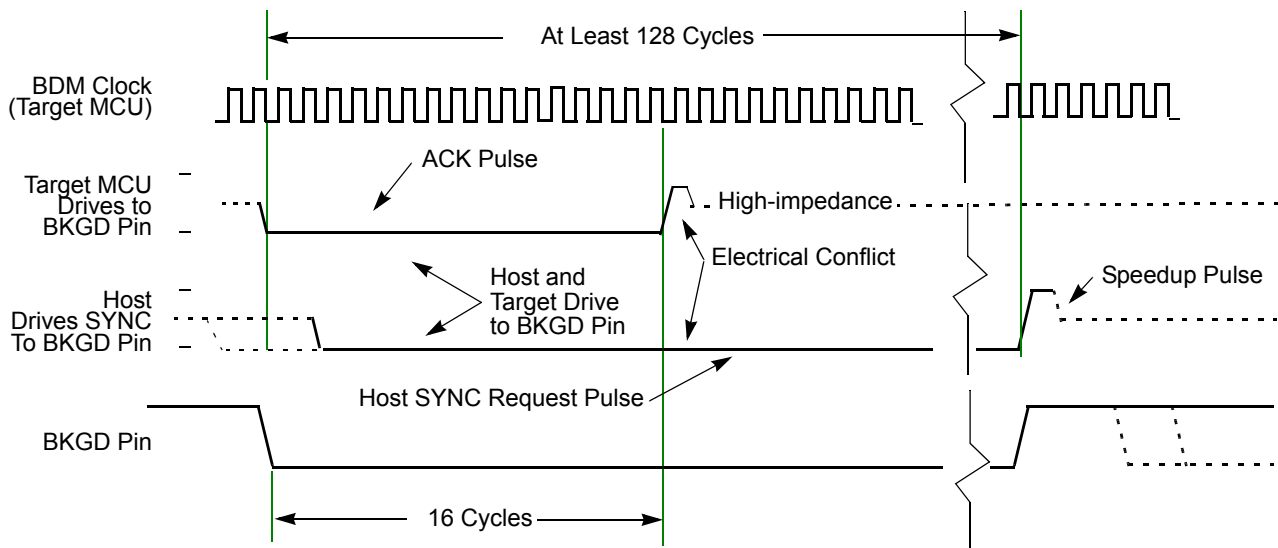 At Least 128 Cycles
BDM Clock
(Target MCU)
ACK Pulse
Target MCU
Drives to
BKGD Pin
High-impedance
Electrical Conflict
Host and
Target Drive
to BKGD Pin
Speedup Pulse
Host
Drives SYNC
To BKGD Pin
Host SYNC Request Pulse
BKGD Pin
16 Cycles